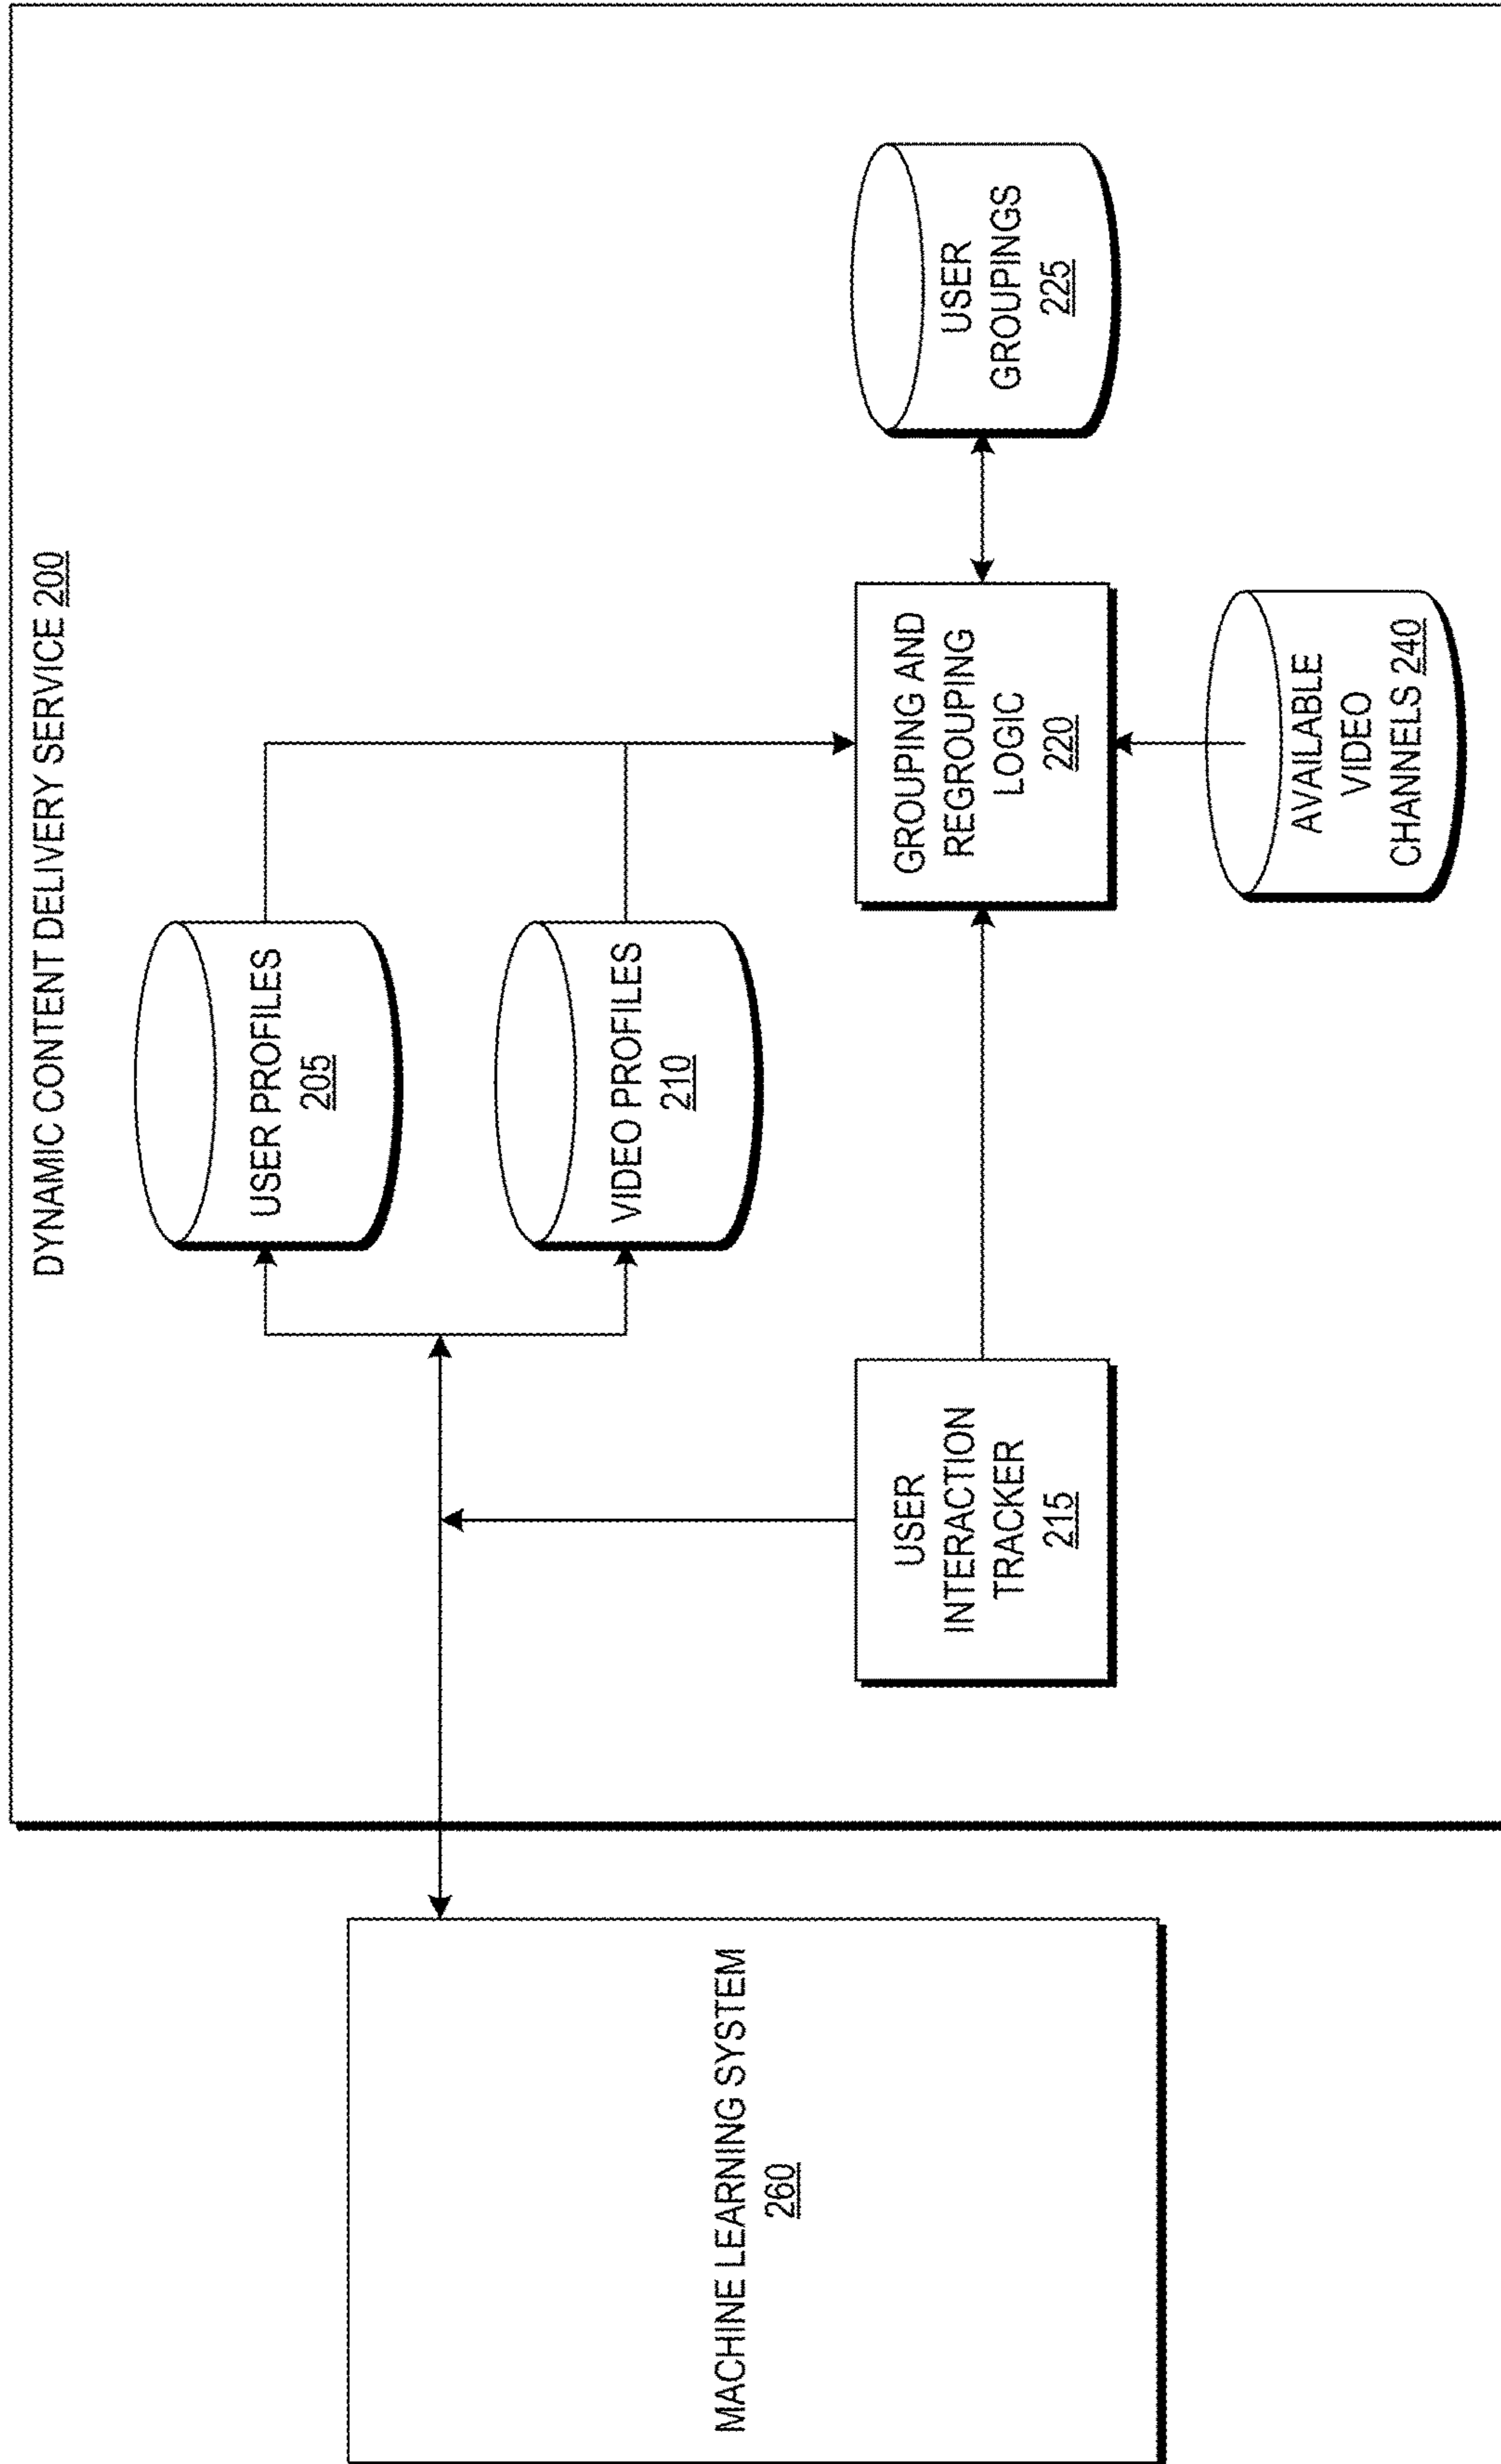 DYNAMIC CONTENT DELIVERY SERVICE 200
MACHINE LEARNING SYSTEM
260
USER PROFILES
205
VIDEO PROFILES
210
USER
INTERACTION
TRACKER
215
GROUPING AND
REGROUPING
LOGIC
220
USER
GROUPINGS
225
AVAILABLE
VIDEO
CHANNELS 240